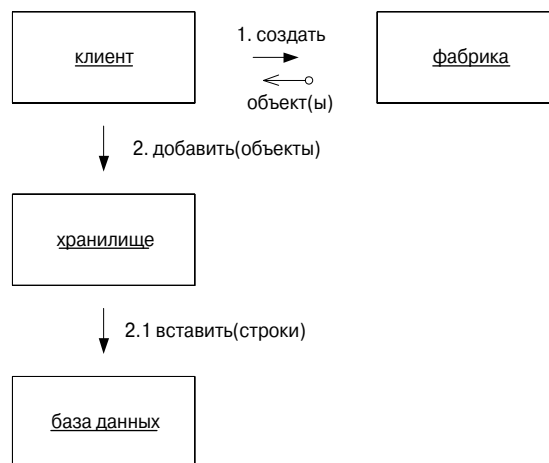 клиент
1. создать
объект(ы)
фабрика
2. добавить(объекты)
хранилище
2.1 вставить(строки)
база данных